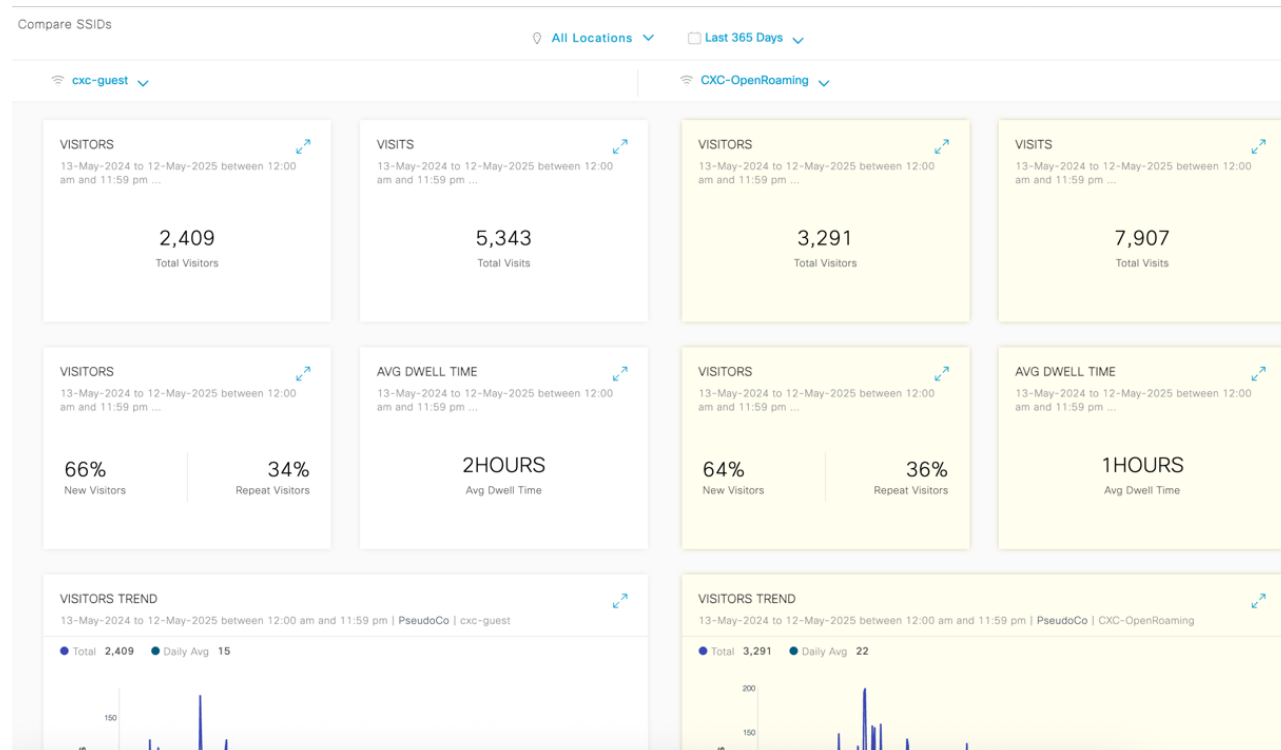 Compare SSIDs
All Locations
Last 365 Days
cxc-guest
CXC-OpenRoaming
VISITORS
13-May-2024 to 12-May-2025 between 12:00
am and 11:59 pm ...
2,409
Total Visitors
VISITS
13-May-2024 to 12-May-2025 between 12:00
am and 11:59 pm ...
5,343
Total Visits
VISITORS
13-May-2024 to 12-May-2025 between 12:00
am and 11:59 pm ...
3,291
Total Visitors
VISITS
13-May-2024 to 12-May-2025 between 12:00
am and 11:59 pm ...
7,907
Total Visits
VISITORS
13-May-2024 to 12-May-2025 between 12:00
am and 11:59 pm ...
66%
New Visitors
34%
Repeat Visitors
AVG DWELL TIME
13-May-2024 to 12-May-2025 between 12:00
am and 11:59 pm ...
2HOURS
Avg Dwell Time
VISITORS
13-May-2024 to 12-May-2025 between 12:00
am and 11:59 pm ...
64%
New Visitors
36%
Repeat Visitors
AVG DWELL TIME
13-May-2024 to 12-May-2025 between 12:00
am and 11:59 pm ...
1HOURS
Avg Dwell Time
VISITORS TREND
13-May-2024 to 12-May-2025 between 12:00 am and 11:59 pm | PseudoCo | cxc-guest
Total 2,409 Daily Avg 15
150
VISITORS TREND
13-May-2024 to 12-May-2025 between 12:00 am and 11:59 pm | PseudoCo | CXC-OpenRoaming
Total 3,291 Daily Avg 22
200
150